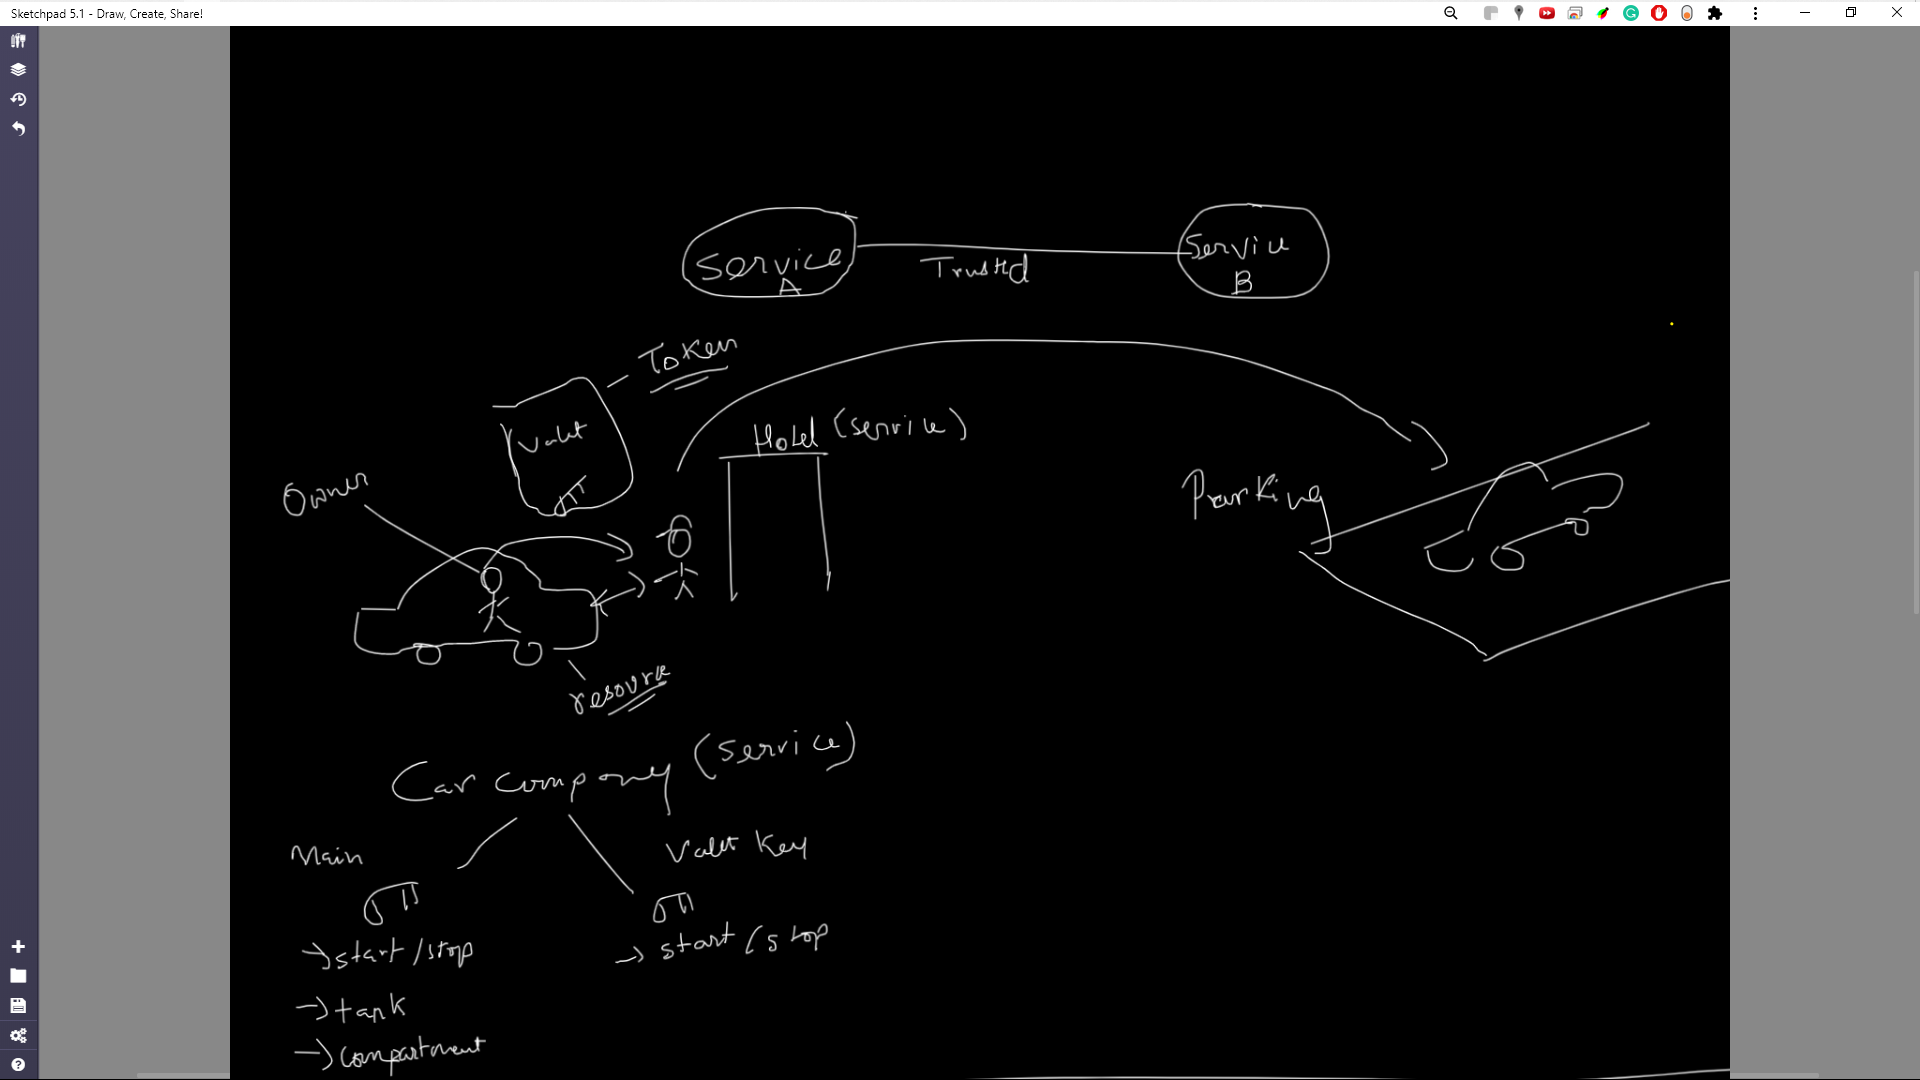 Sketchpad 5.1 - Draw, Create, Share!
Service A
Trusted
Service B
Token
Valet
Hotel (Service)
Owner
Parking
resource
Car company (Service)
Main
Valet Key
start/stop
start/stop
tank
compartment